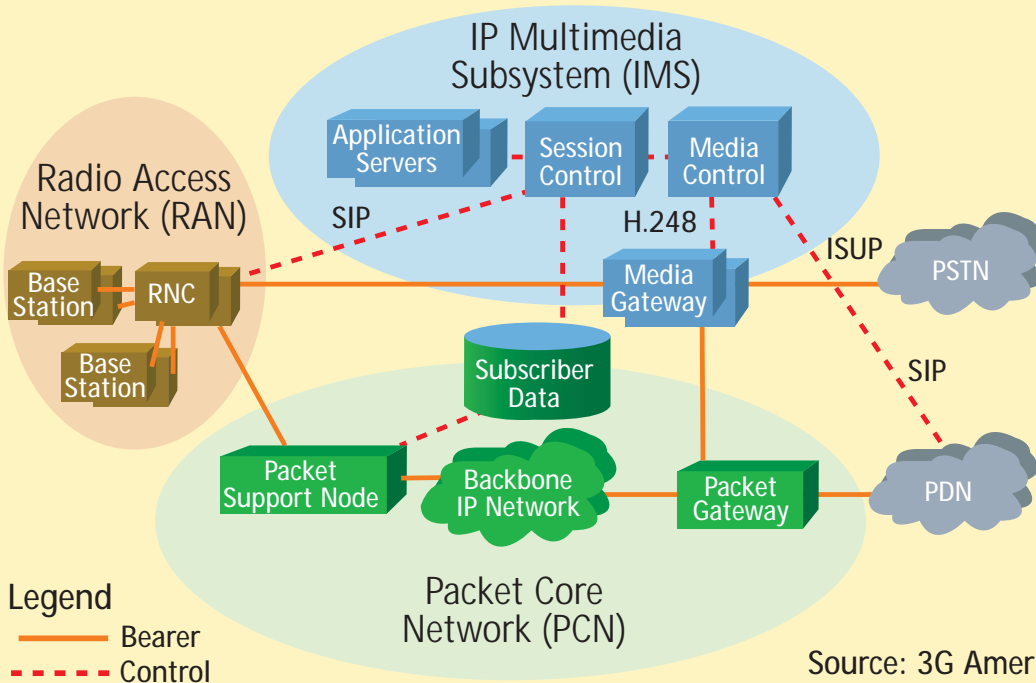 IP Multimedia
Subsystem (IMS)
Application
Servers
Session
Control
Media
Control
Radio Access
Network (RAN)
SIP
H.248
ISUP
PSTN
Base
Station
RNC
Media
Gateway
Base
Station
Subscriber
Data
SIP
Packet
Support Node
Backbone
IP Network
Packet
Gateway
PDN
Packet Core
Network (PCN)
Legend
Bearer
Control
Source: 3G Amer